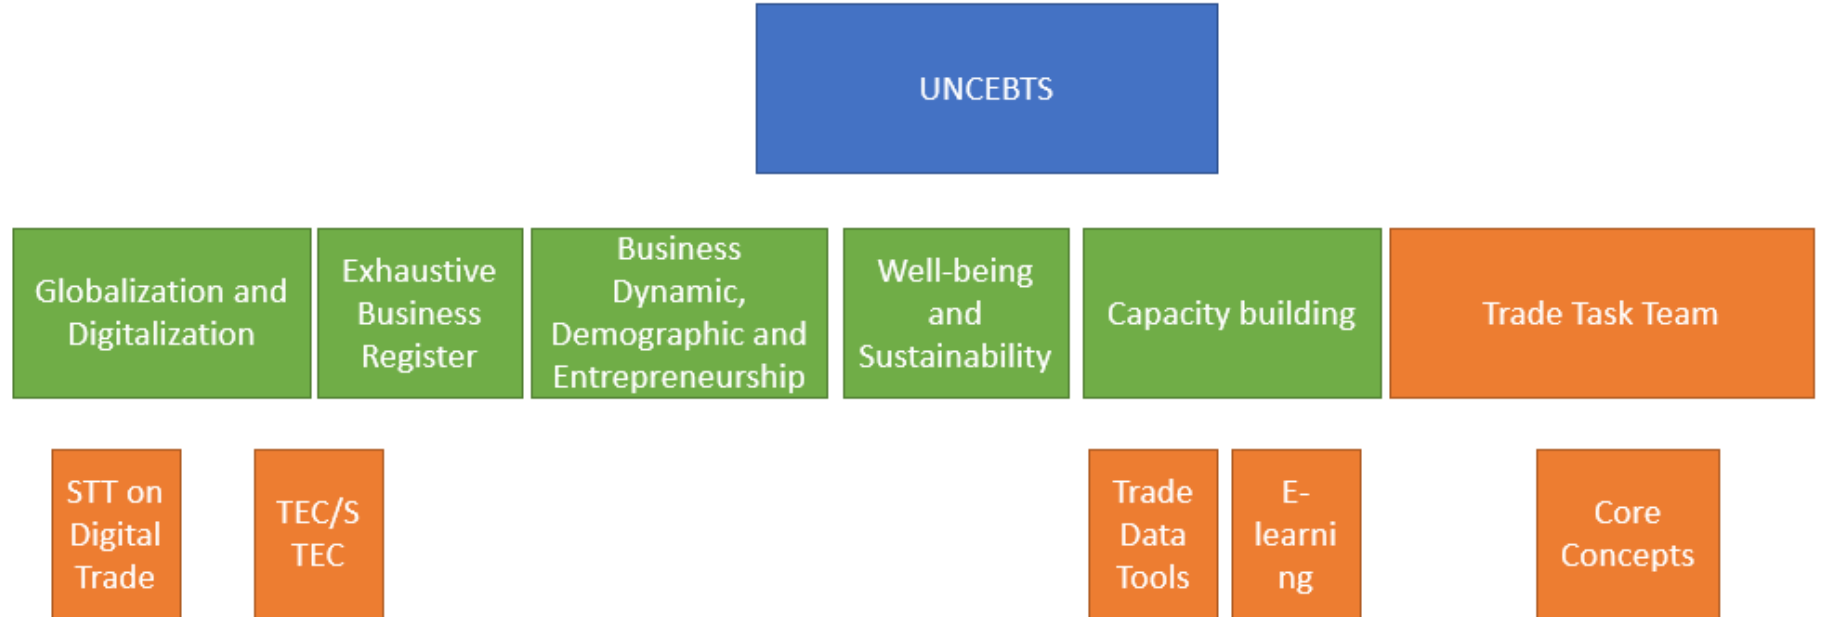 UNCEBTS
Globalization and
Digitalization
Exhaustive
Business
Register
Business
Dynamic,
Demographic and
Entrepreneurship
Well-being
and
Sustainability
Capacity building
Trade Task Team
STT on
Digital
Trade
TEC/S
TEC
Trade
Data
Tools
E-
learni
ng
Core
Concepts